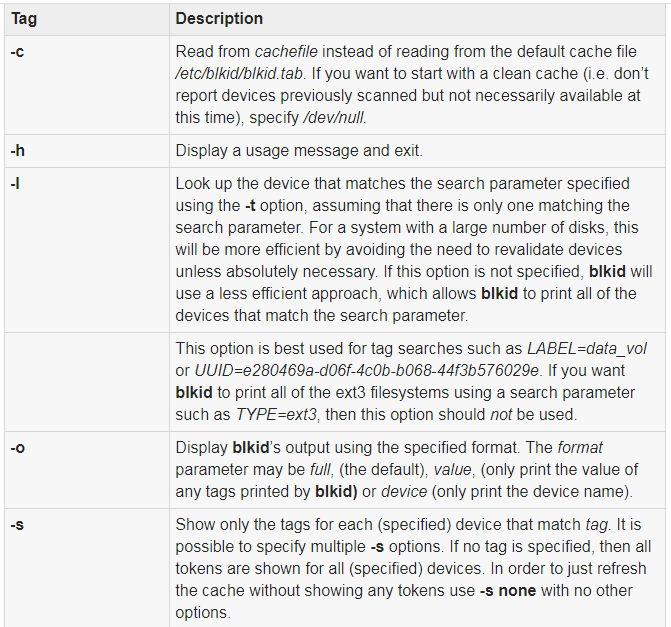 Tag Description
-c Read from cachefile instead of reading from the default cache file
/etc/blkid/blkid.tab. If you want to start with a clean cache (i.e. don’t
report devices previously scanned but not necessarily available at
this time), specify /dev/null.
-h Display a usage message and exit.
-l Look up the device that matches the search parameter specified
using the -t option, assuming that there is only one matching the
search parameter. For a system with a large number of disks, this
will be more efficient by avoiding the need to revalidate devices
unless absolutely necessary. If this option is not specified, blkid will
use a less efficient approach, which allows blkid to print all of the
devices that match the search parameter.
This option is best used for tag searches such as LABEL=data_vol
or UUID=e280469a-d06f-4c0b-b068-44f3b576029e. If you want
blkid to print all of the ext3 filesystems using a search parameter
such as TYPE=ext3, then this option should not be used.
-o Display blkid’s output using the specified format. The format
parameter may be full, (the default), value, (only print the value of
any tags printed by blkid) or device (only print the device name).
-s Show only the tags for each (specified) device that match tag. It is
possible to specify multiple -s options. If no tag is specified, then all
tokens are shown for all (specified) devices. In order to just refresh
the cache without showing any tokens use -s none with no other
options.